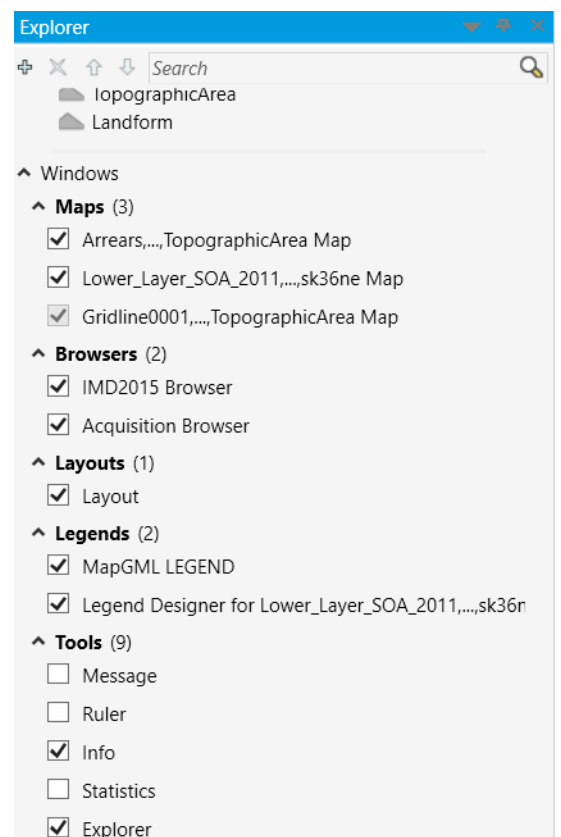 Explorer
Search
TopographicArea
Landform
Windows
Maps (3)
Arrears,...,TopographicArea Map
Lower_Layer_SOA_2011,...,sk36ne Map
Gridline0001,...,TopographicArea Map
Browsers (2)
IMD2015 Browser
Acquisition Browser
Layouts (1)
Layout
Legends (2)
MapGML LEGEND
Legend Designer for Lower_Layer_SOA_2011,...,sk36n
Tools (9)
Message
Ruler
Info
Statistics
Explorer